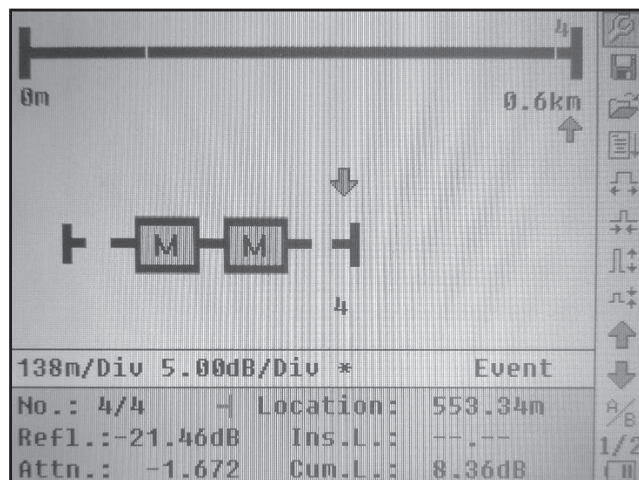 4
0m 0.6km
M M
4
138m/Div 5.00dB/Div * Event
No.: 4/4 Location: 553.34m
Refl.:-21.46dB Ins.L.: --.--
Attn.: -1.672 Cum.L.: 8.36dB
A/B
1/2